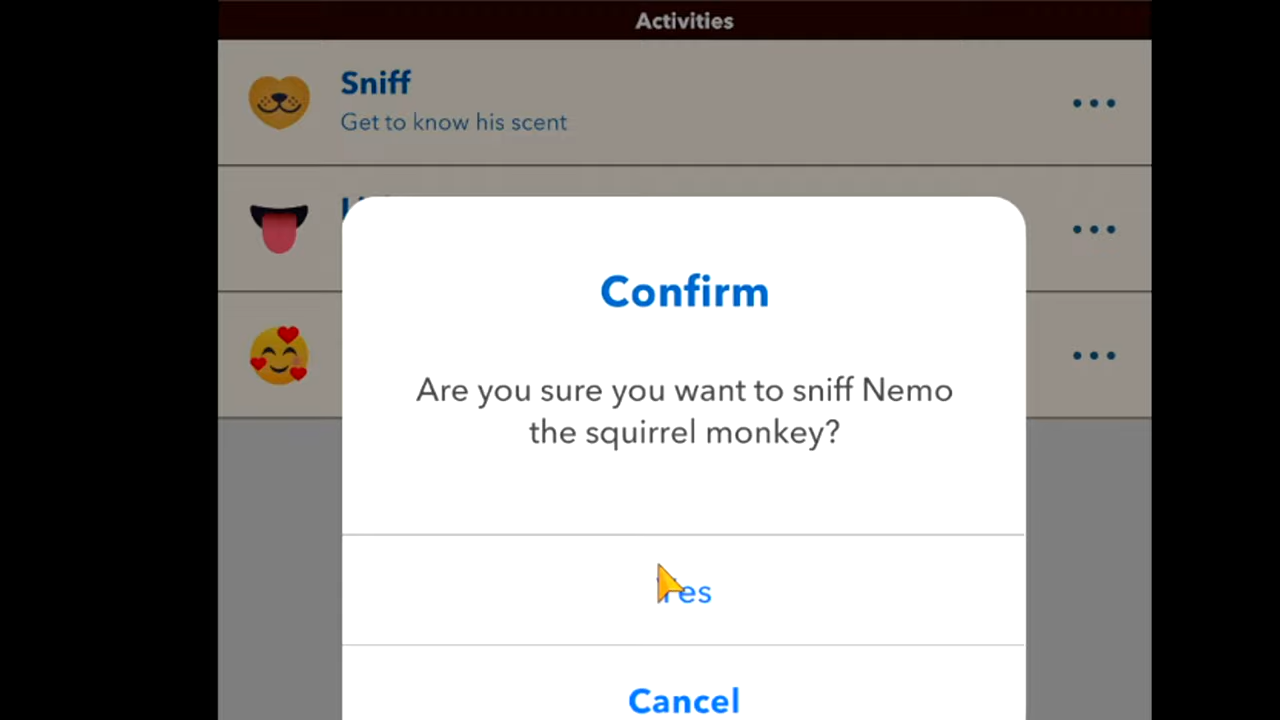 Activities
Sniff
Get to know his scent
Confirm
Are you sure you want to sniff Nemo
the squirrel monkey?
Yes
Cancel